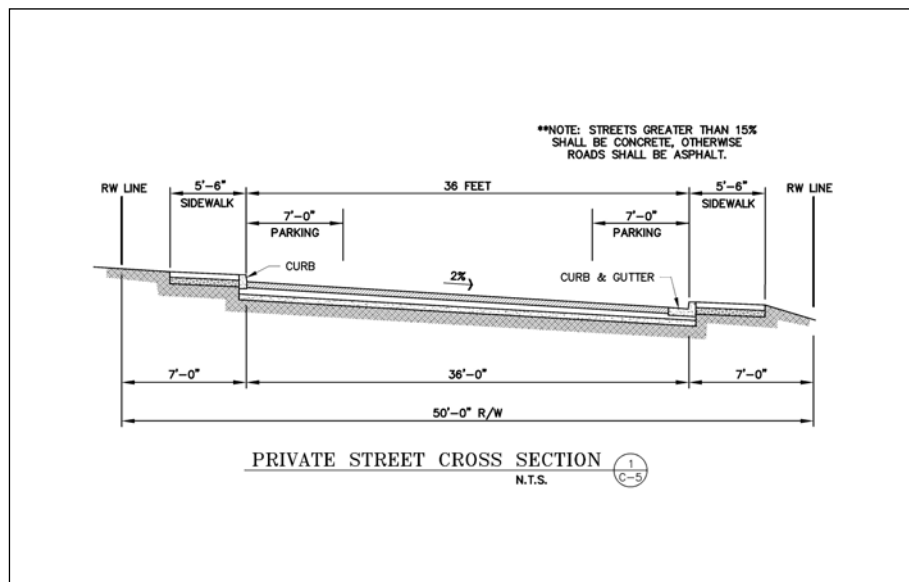 **NOTE: STREETS GREATER THAN 15%
SHALL BE CONCRETE, OTHERWISE
ROADS SHALL BE ASPHALT.
RW LINE
5'-6"
SIDEWALK
36 FEET
5'-6"
SIDEWALK
RW LINE
7'-0"
PARKING
7'-0"
PARKING
CURB
2%
CURB & GUTTER
7'-0"
36'-0"
7'-0"
50'-0" R/W
PRIVATE STREET CROSS SECTION
N.T.S.
1
C-5